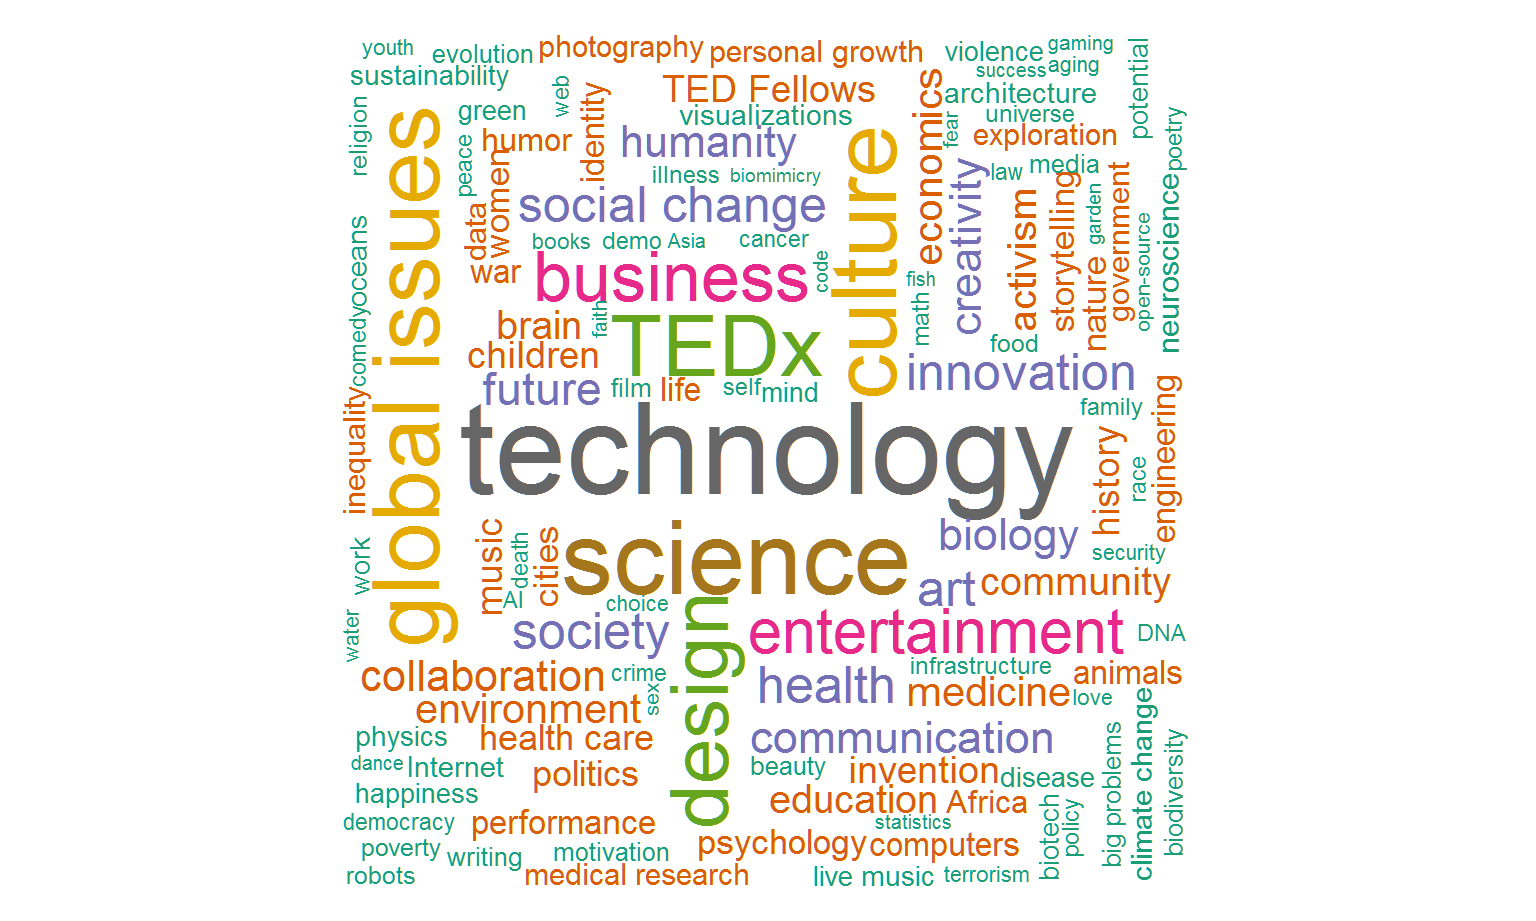 youth
evolution
photography
personal growth
violence
gaming
success
aging
potential
sustainability
web
TED Fellows
architecture
religion
green
identity
visualizations
economics
universe
fear
exploration
poetry
global issues
peace
humor
humanity
culture
law
media
women
illness
biomimicry
creativity
storytelling
government
neuroscience
data
social change
activism
garden
open-source
oceans
books
demo
Asia
cancer
code
war
business
fish
nature
comedy
brain
faith
TEDx
math
food
children
innovation
future
film
life
self
mind
family
inequality
technology
history
race
engineering
work
music
death
cities
science
biology
security
AI
choice
art
community
water
society
design
entertainment
DNA
collaboration
crime
health
infrastructure
animals
environment
sex
medicine
love
physics
health care
communication
big problems
climate change
biodiversity
dance
Internet
politics
beauty
invention
disease
happiness
education
Africa
biotech
policy
democracy
performance
statistics
poverty
writing
motivation
psychology
computers
robots
medical research
live music
terrorism